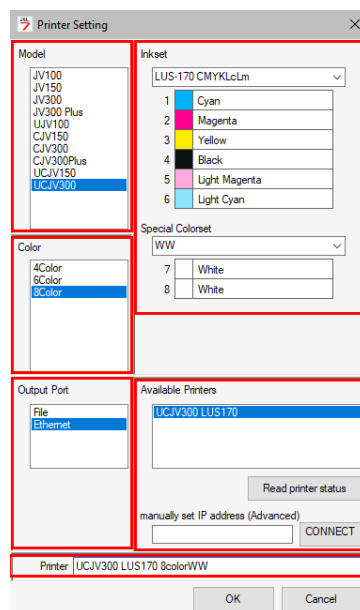 Printer Setting
Model
JV100
JV150
JV300
JV300 Plus
UJV100
CJV150
CJV300
CJV300Plus
UCJV150
UCJV300
Inkset
LUS-170 CMYKLcLm
1 Cyan
2 Magenta
3 Yellow
4 Black
5 Light Magenta
6 Light Cyan
Special Colorset
WW
7 White
8 White
Color
4Color
6Color
8Color
Output Port
File
Ethernet
Available Printers
UCJV300 LUS170
Read printer status
manually set IP address (Advanced)
CONNECT
Printer UCJV300 LUS170 8colorWW
OK Cancel